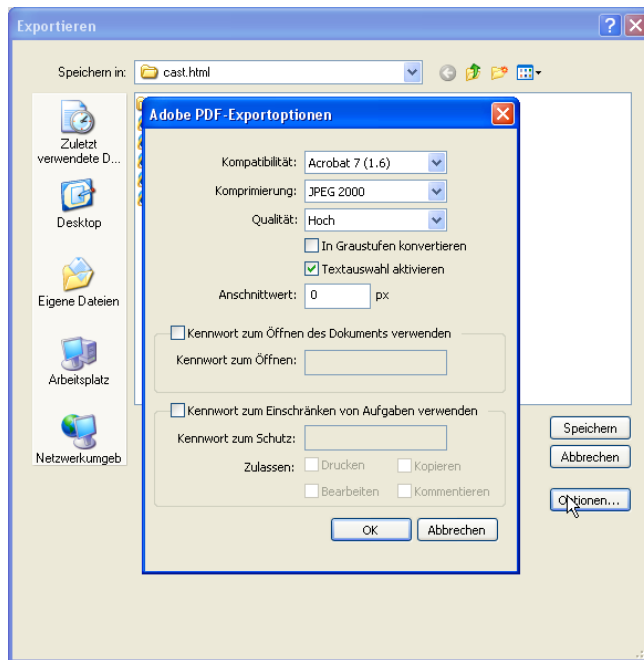 Exportieren
Speichern in: cast.html
Zuletzt
verwendete D...
Desktop
Eigene Dateien
Arbeitsplatz
Netzwerkumgeb
Adobe PDF-Exportoptionen
Kompatibilität: Acrobat 7 (1.6)
Komprimierung: JPEG 2000
Qualität: Hoch
In Graustufen konvertieren
Textauswahl aktivieren
Anschnittwert: 0 px
Kennwort zum Öffnen des Dokuments verwenden
Kennwort zum Öffnen:
Kennwort zum Einschränken von Aufgaben verwenden
Kennwort zum Schutz:
Zulassen: Drucken Kopieren
Bearbeiten Kommentieren
OK Abbrechen
Speichern
Abbrechen
Optionen...